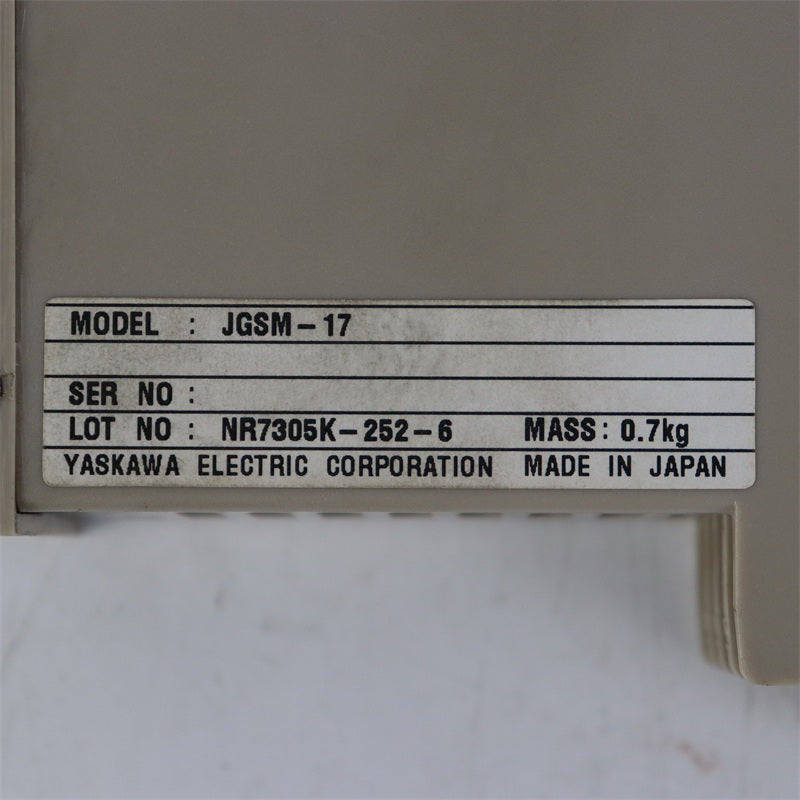 MODEL : JGSM-17
SER NO :
LOT NO : NR7305K-252-6 MASS: 0.7kg
YASKAWA ELECTRIC CORPORATION MADE IN JAPAN